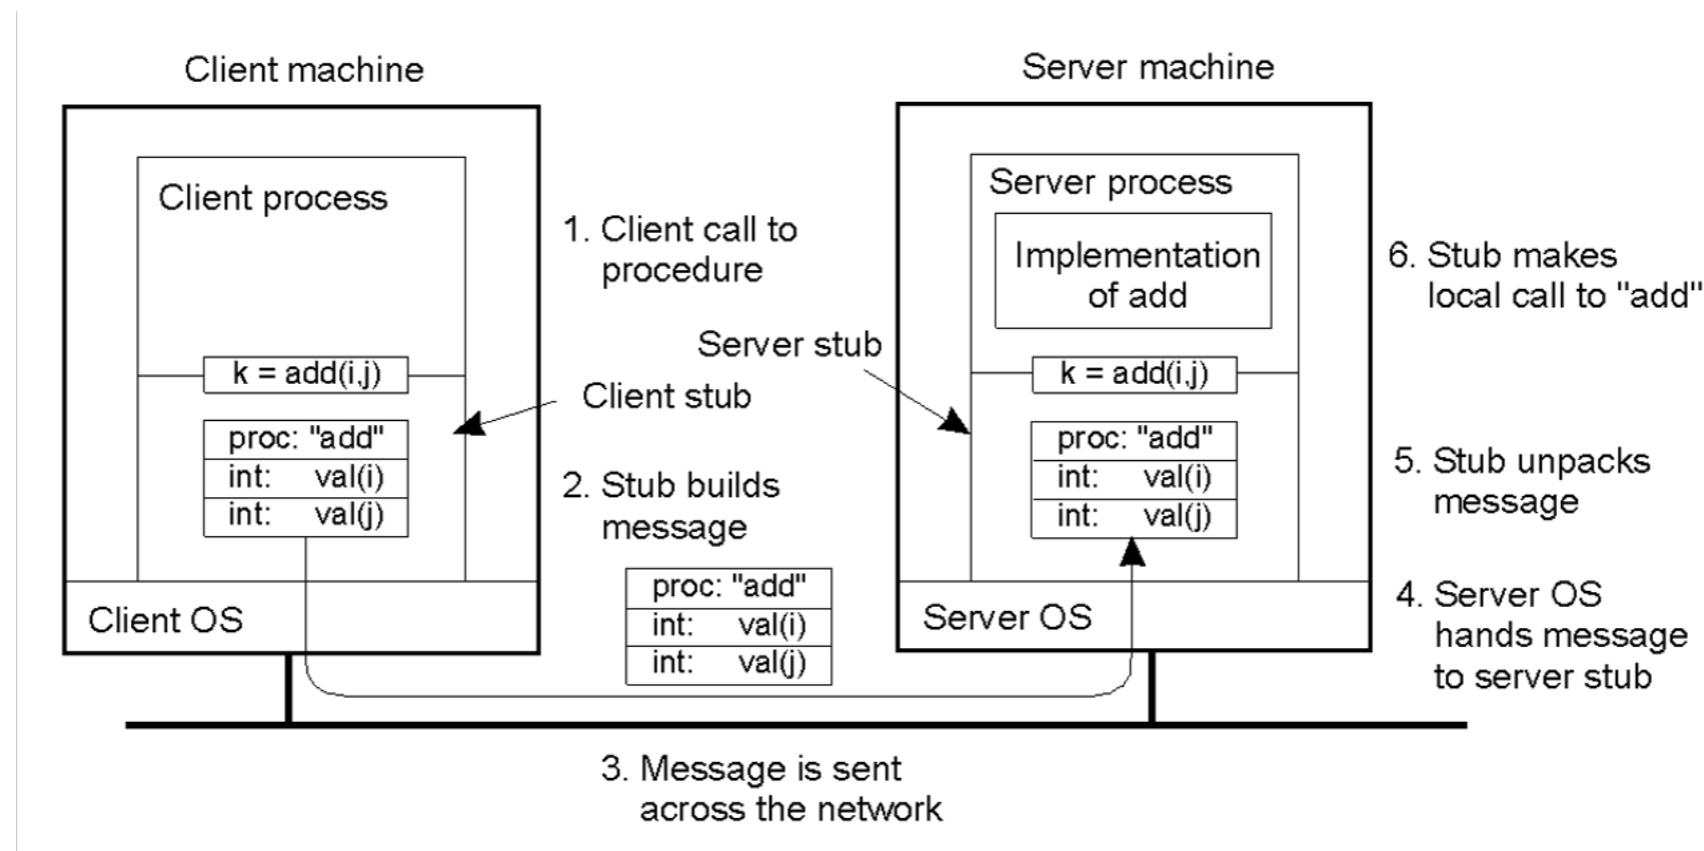 Client machine
Client process
k = add(i,j)
proc: "add"
int: val(i)
int: val(j)
Client OS
1. Client call to
procedure
Client stub
2. Stub builds
message
proc: "add"
int: val(i)
int: val(j)
3. Message is sent
across the network
Server machine
Server process
Implementation
of add
Server stub
k = add(i,j)
proc: "add"
int: val(i)
int: val(j)
Server OS
6. Stub makes
local call to "add"
5. Stub unpacks
message
4. Server OS
hands message
to server stub